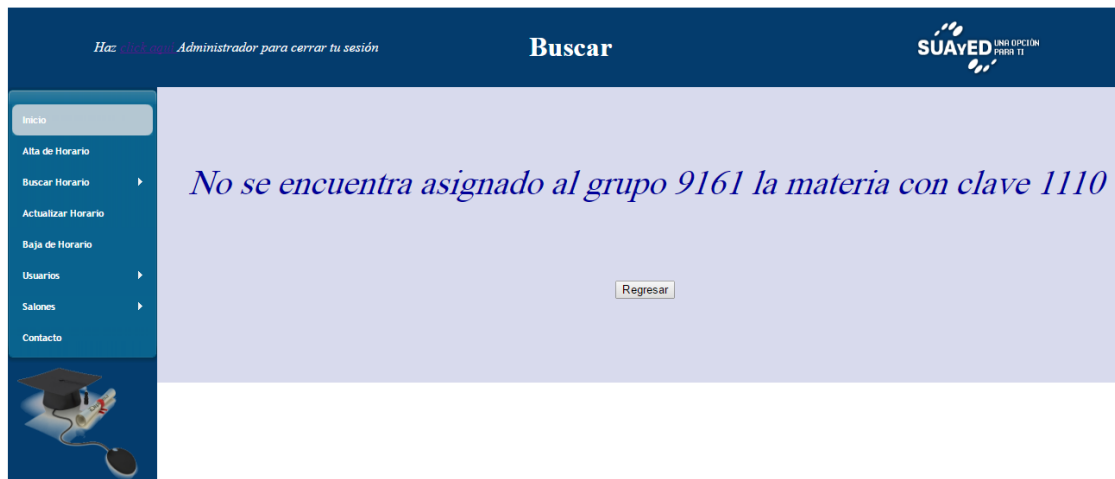 Haz click aquí Administrador para cerrar tu sesión
Buscar
SUAYED UNA OPCIÓN
PARA TI
Inicio
Alta de Horario
Buscar Horario
Actualizar Horario
Baja de Horario
Usuarios
Salones
Contacto
No se encuentra asignado al grupo 9161 la materia con clave 1110
Regresar